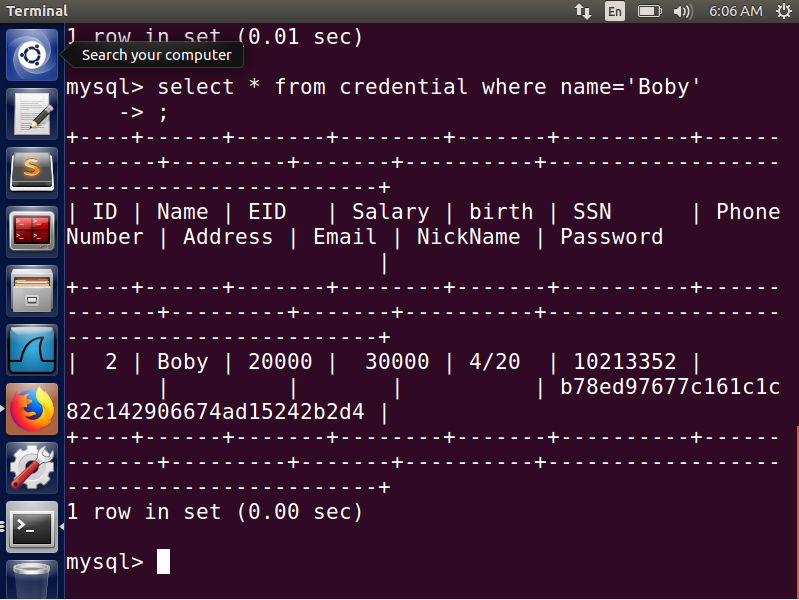 Terminal
En
6:06 AM
1 row in set (0.01 sec)
Search your computer
mysql> select * from credential where name='Boby'
    -> ;
+----+------+-------+--------+-------+----------+------
-------+---------+-------+----------+------------------
------------------------+
| ID | Name | EID   | Salary | birth | SSN      | Phone
Number | Address | Email | NickName | Password
                        |
+----+------+-------+--------+-------+----------+------
-------+---------+-------+----------+------------------
------------------------+
|  2 | Boby | 20000 |  30000 | 4/20  | 10213352 |
       |         |       |          | b78ed97677c161c1c
82c142906674ad15242b2d4 |
+----+------+-------+--------+-------+----------+------
-------+---------+-------+----------+------------------
------------------------+
1 row in set (0.00 sec)
mysql>